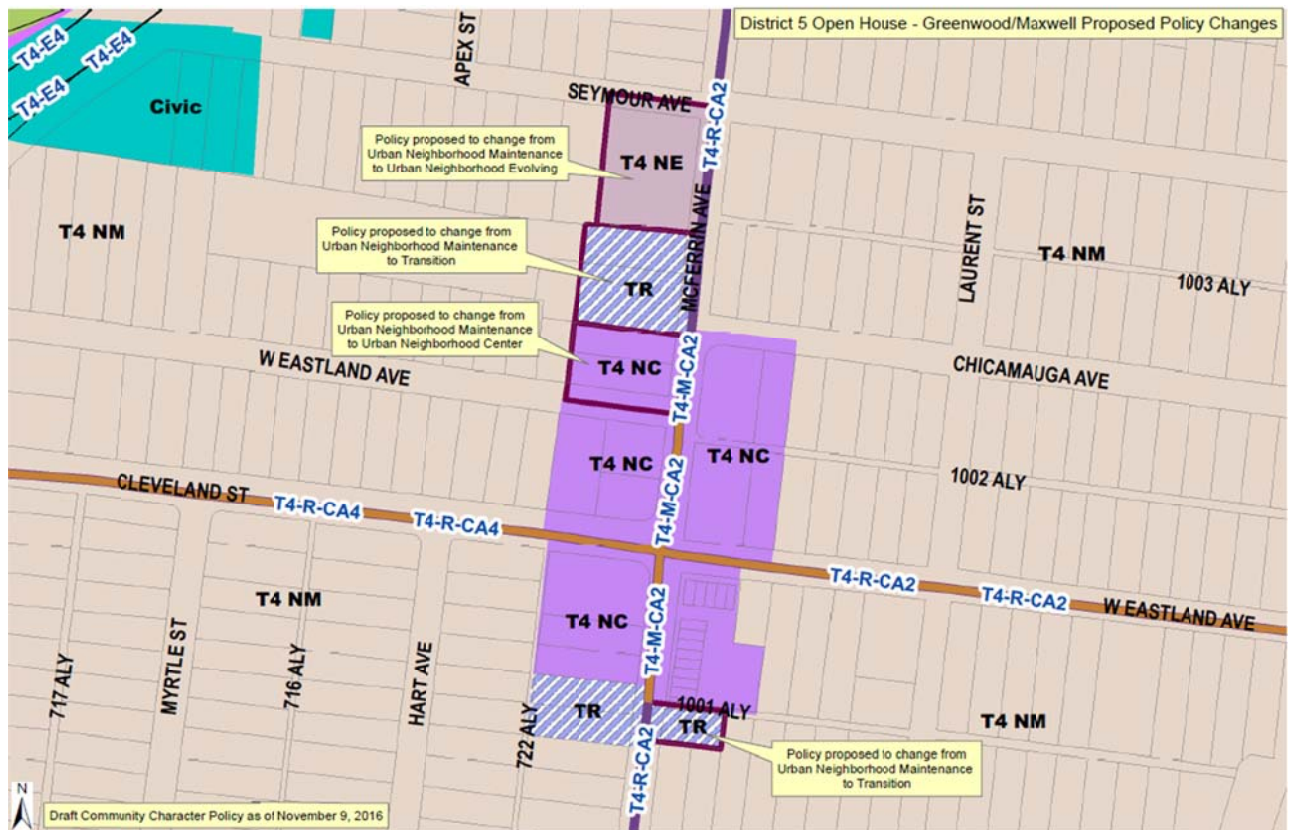 District 5 Open House - Greenwood/Maxwell Proposed Policy Changes
T4-E4
T4-E4
T4-E4
Civic
APEX ST
SEYMOUR AVE
T4-R-CA2
Policy proposed to change from
Urban Neighborhood Maintenance
to Urban Neighborhood Evolving
T4 NE
MCFERRIN AVE
LAURENT ST
T4 NM
T4 NM
1003 ALY
Policy proposed to change from
Urban Neighborhood Maintenance
to Transition
TR
Policy proposed to change from
Urban Neighborhood Maintenance
to Urban Neighborhood Center
T4 NC
T4-M-CA2
W EASTLAND AVE
CHICAMAUGA AVE
T4 NC
T4 NC
T4-M-CA2
1002 ALY
CLEVELAND ST
T4-R-CA4
T4-R-CA4
T4-R-CA2
T4-R-CA2
W EASTLAND AVE
T4 NM
T4 NC
T4-M-CA2
717 ALY
MYRTLE ST
716 ALY
HART AVE
722 ALY
TR
1001 ALY
TR
T4 NM
T4-R-CA2
Policy proposed to change from
Urban Neighborhood Maintenance
to Transition
N
Draft Community Character Policy as of November 9, 2016